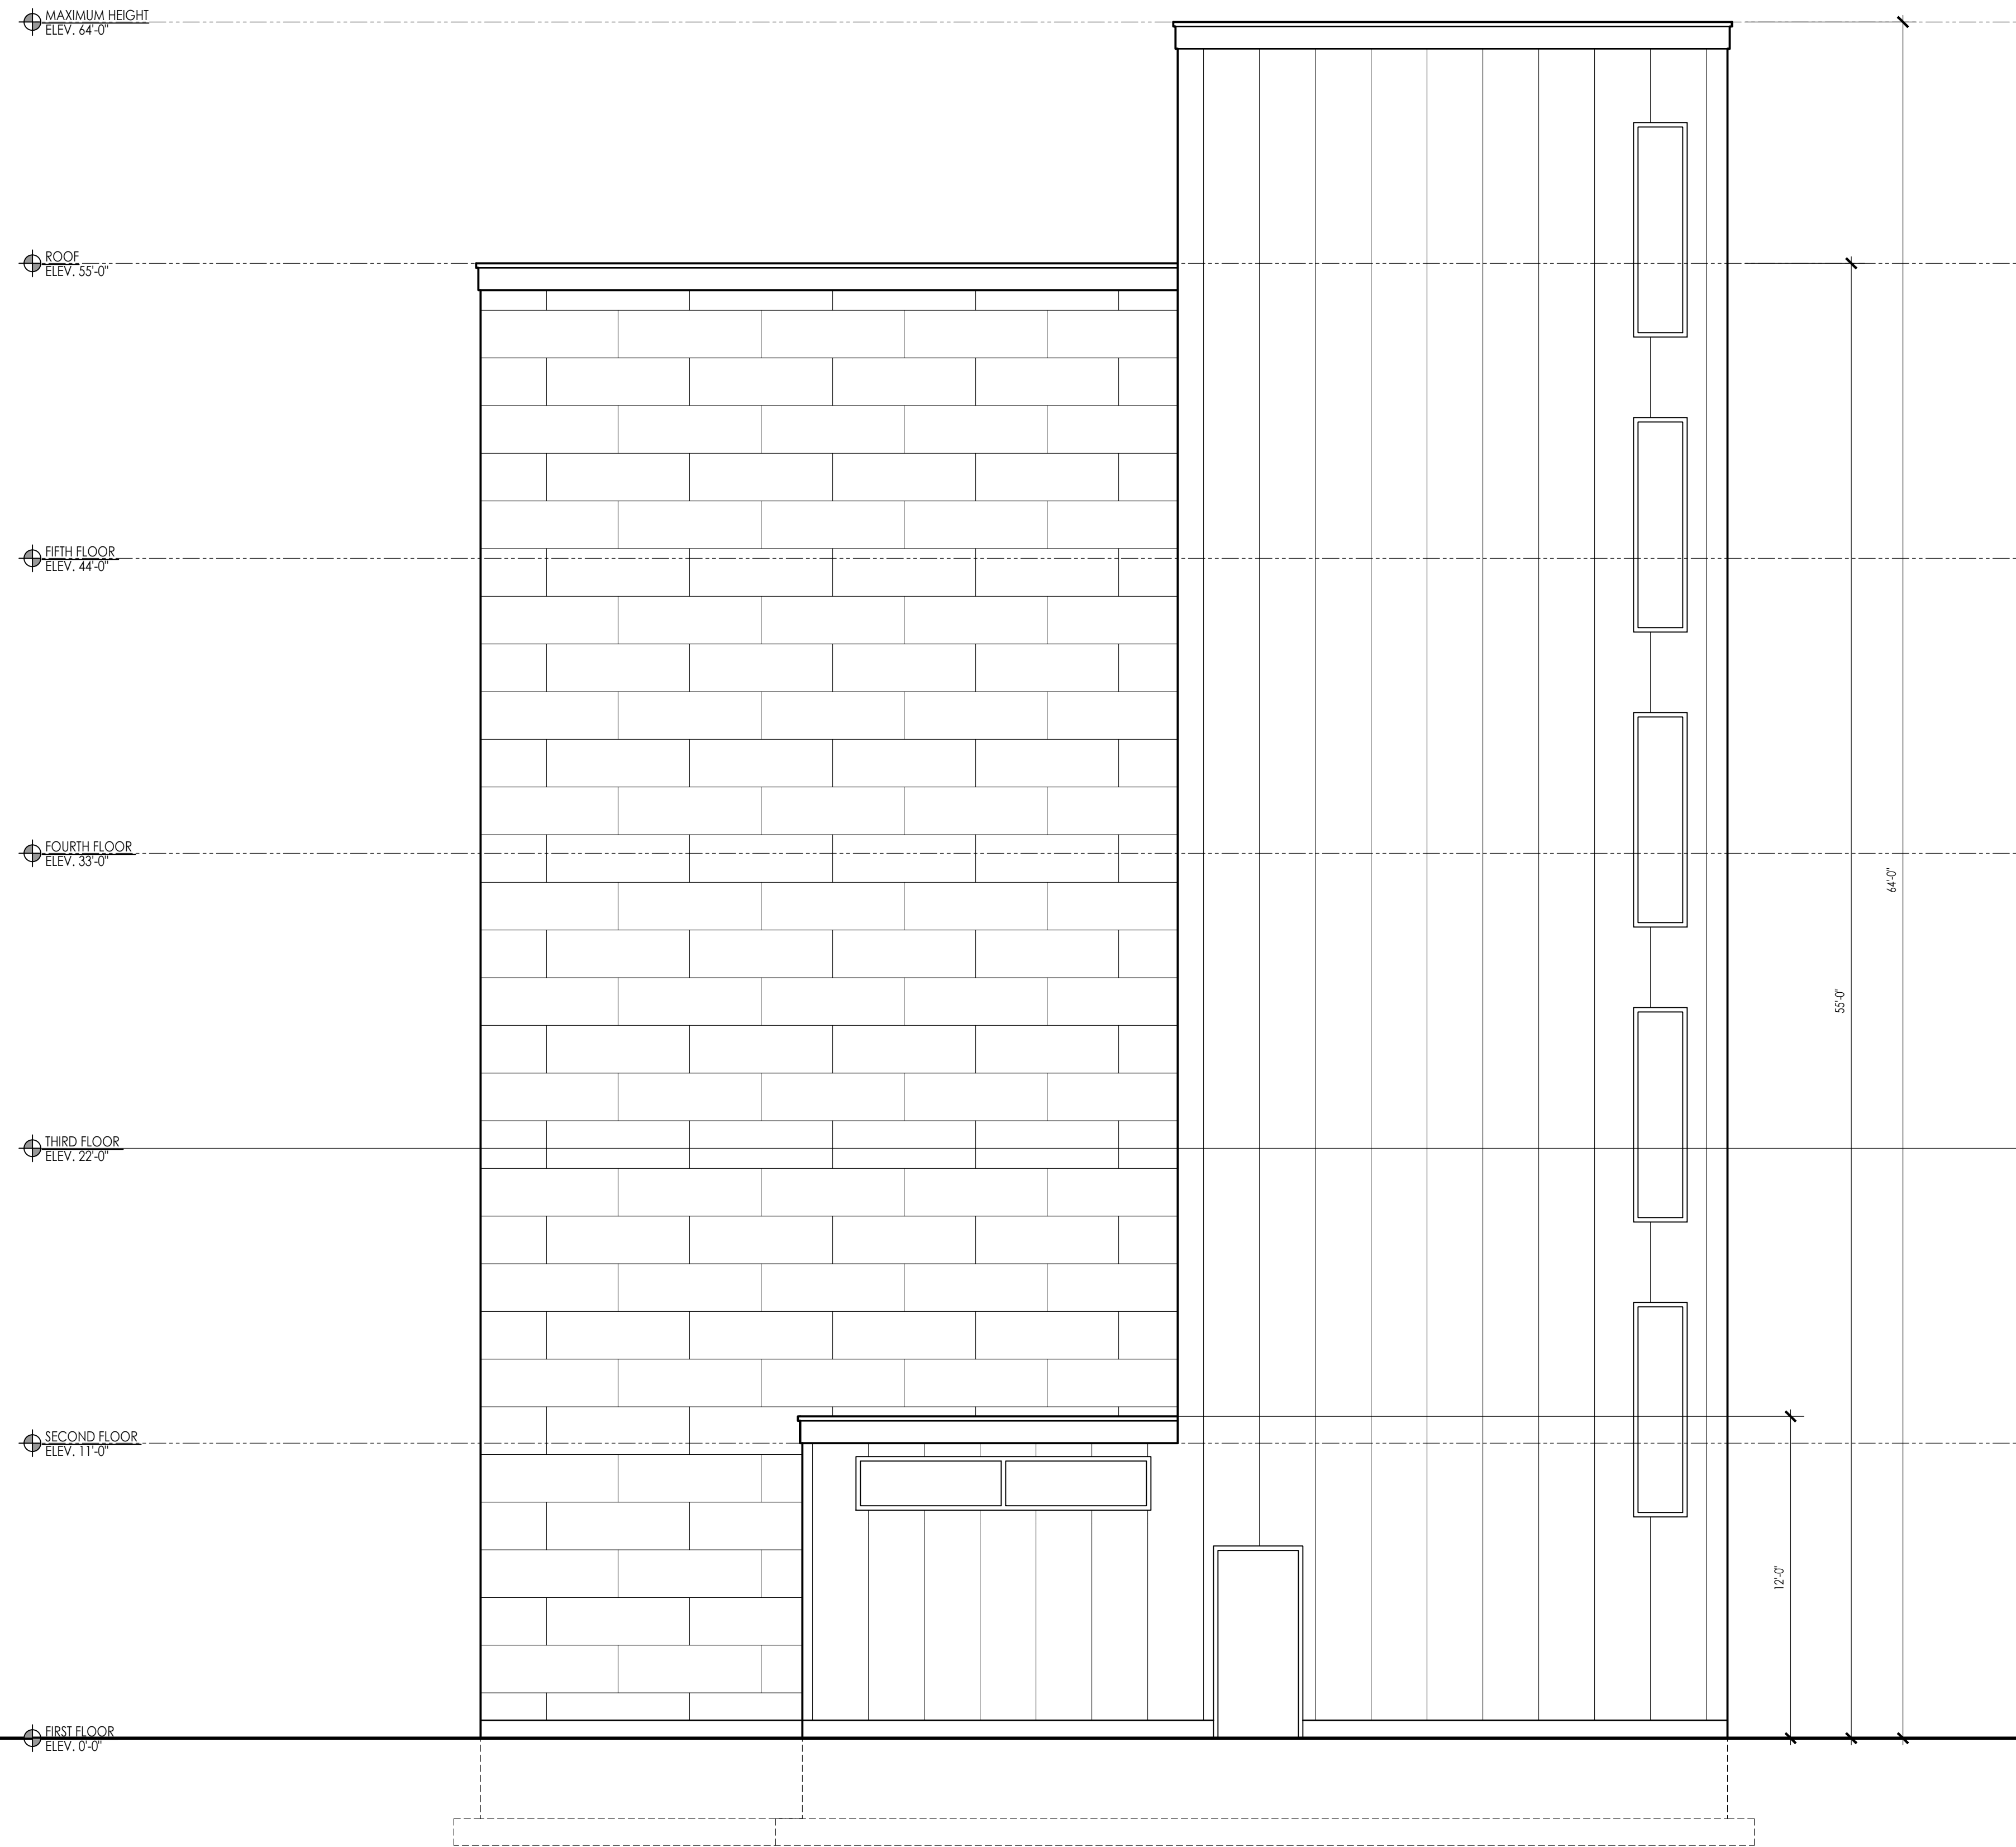 MAXIMUM HEIGHT
ELEV. 64'-0"
ROOF
ELEV. 55'-0"
FIFTH FLOOR
ELEV. 44'-0"
FOURTH FLOOR
ELEV. 33'-0"
64'-0"
55'-0"
THIRD FLOOR
ELEV. 22'-0"
SECOND FLOOR
ELEV. 11'-0"
12'-0"
FIRST FLOOR
ELEV. 0'-0"